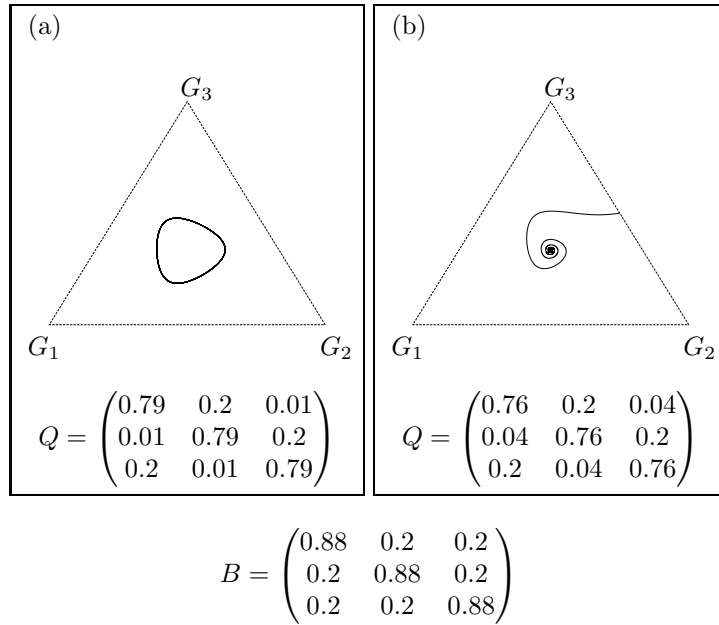 (a)
G₃
G₁
G₂
Q = (0.79 0.2 0.01
0.01 0.79 0.2
0.2 0.01 0.79)
(b)
G₃
G₁
G₂
Q = (0.76 0.2 0.04
0.04 0.76 0.2
0.2 0.04 0.76)
B = (0.88 0.2 0.2
0.2 0.88 0.2
0.2 0.2 0.88)